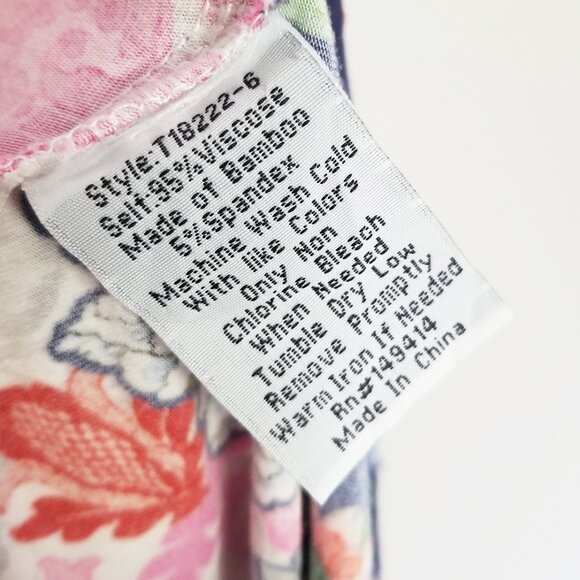 Style:T18222-6
Self:95%Viscose
Made of Bamboo
5%Spandex
Machine Wash Cold
With like Colors
Only Non
Chlorine Bleach
When Needed
Tumble Dry Low
Remove Promptly
Warm Iron If Needed
Rn#149414
Made In China